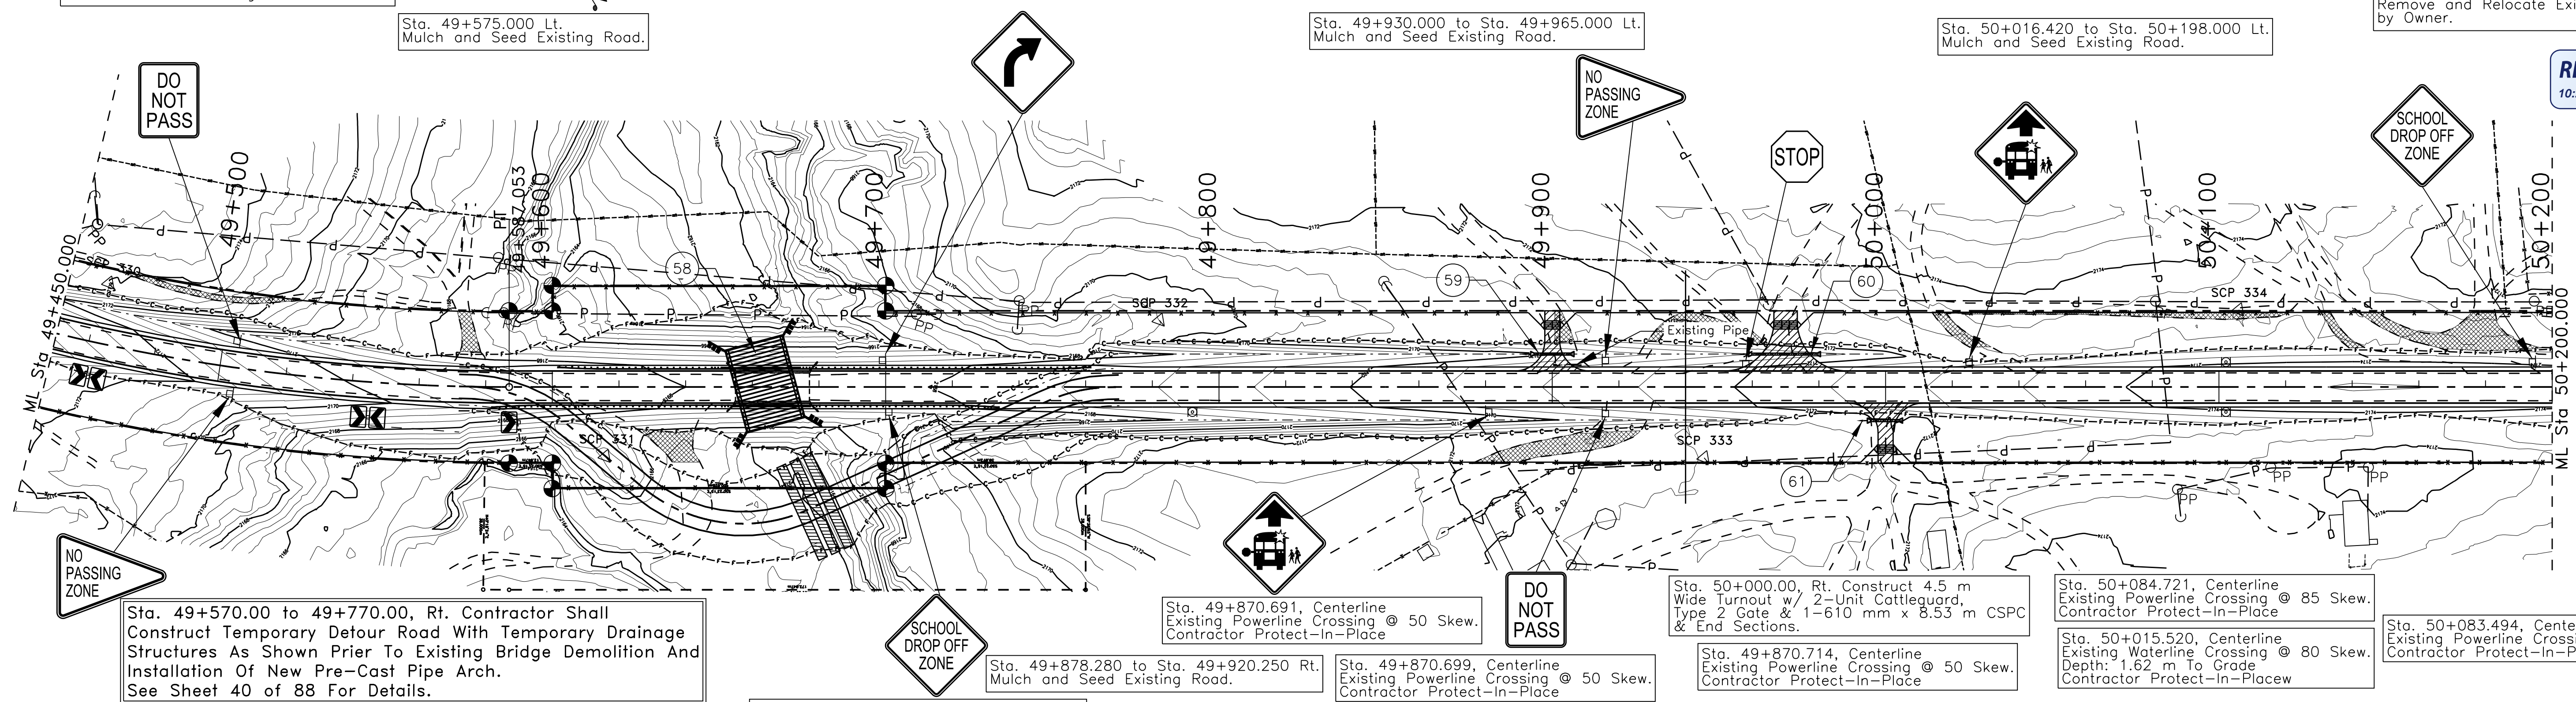 Sta. 49+575.000 Lt.
Mulch and Seed Existing Road.
Sta. 49+930.000 to Sta. 49+965.000 Lt.
Mulch and Seed Existing Road.
Sta. 50+016.420 to Sta. 50+198.000 Lt.
Mulch and Seed Existing Road.
Remove and Relocate
by Owner.
DO
NOT
PASS
NO
PASSING
ZONE
STOP
SCHOOL
DROP OFF
ZONE
49+500
PIT
49+587.053
49+600
49+700
49+800
49+900
50+000
50+100
50+200
ML Sta 49+450.000
SCP 330
58
SCP 332
59
Existing Pipe
60
SCP 334
SCP 331
SCP 333
61
PP
PP
PP
PP
PP
PP
ML Sta 50+200.000
NO
PASSING
ZONE
Sta. 49+570.00 to 49+770.00, Rt. Contractor Shall
Construct Temporary Detour Road With Temporary Drainage
Structures As Shown Prier To Existing Bridge Demolition And
Installation Of New Pre-Cast Pipe Arch.
See Sheet 40 of 88 For Details.
SCHOOL
DROP OFF
ZONE
Sta. 49+878.280 to Sta. 49+920.250 Rt.
Mulch and Seed Existing Road.
Sta. 49+870.691, Centerline
Existing Powerline Crossing @ 50 Skew.
Contractor Protect-In-Place
DO
NOT
PASS
Sta. 49+870.699, Centerline
Existing Powerline Crossing @ 50 Skew.
Contractor Protect-In-Place
Sta. 50+000.00, Rt. Construct 4.5 m
Wide Turnout w/ 2-Unit Cattleguard,
Type 2 Gate & 1-610 mm x 8.53 m CSPC
& End Sections.
Sta. 49+870.714, Centerline
Existing Powerline Crossing @ 50 Skew.
Contractor Protect-In-Place
Sta. 50+084.721, Centerline
Existing Powerline Crossing @ 85 Skew.
Contractor Protect-In-Place
Sta. 50+015.520, Centerline
Existing Waterline Crossing @ 80 Skew.
Depth: 1.62 m To Grade
Contractor Protect-In-Placew
Sta. 50+083.494,
Existing Powerline
Contractor